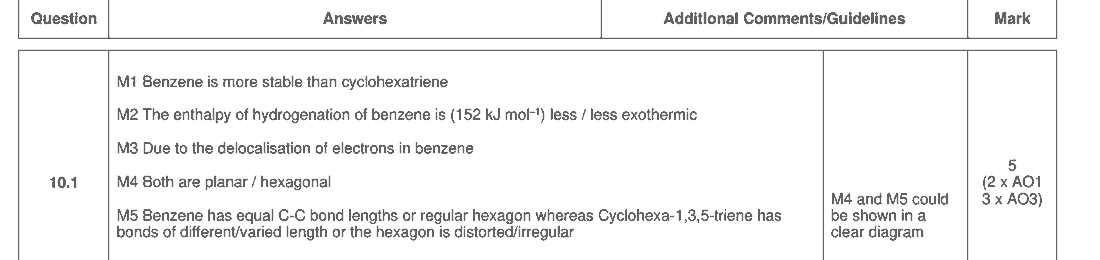 Question Answers Additional Comments/Guidelines Mark
M1 Benzene is more stable than cyclohexatriene
M2 The enthalpy of hydrogenation of benzene is (152 kJ mol⁻¹) less / less exothermic
M3 Due to the delocalisation of electrons in benzene
10.1
M4 Both are planar / hexagonal
M5 Benzene has equal C-C bond lengths or regular hexagon whereas Cyclohexa-1,3,5-triene has
bonds of different/varied length or the hexagon is distorted/irregular
M4 and M5 could
be shown in a
clear diagram
5
(2 x AO1
3 x AO3)